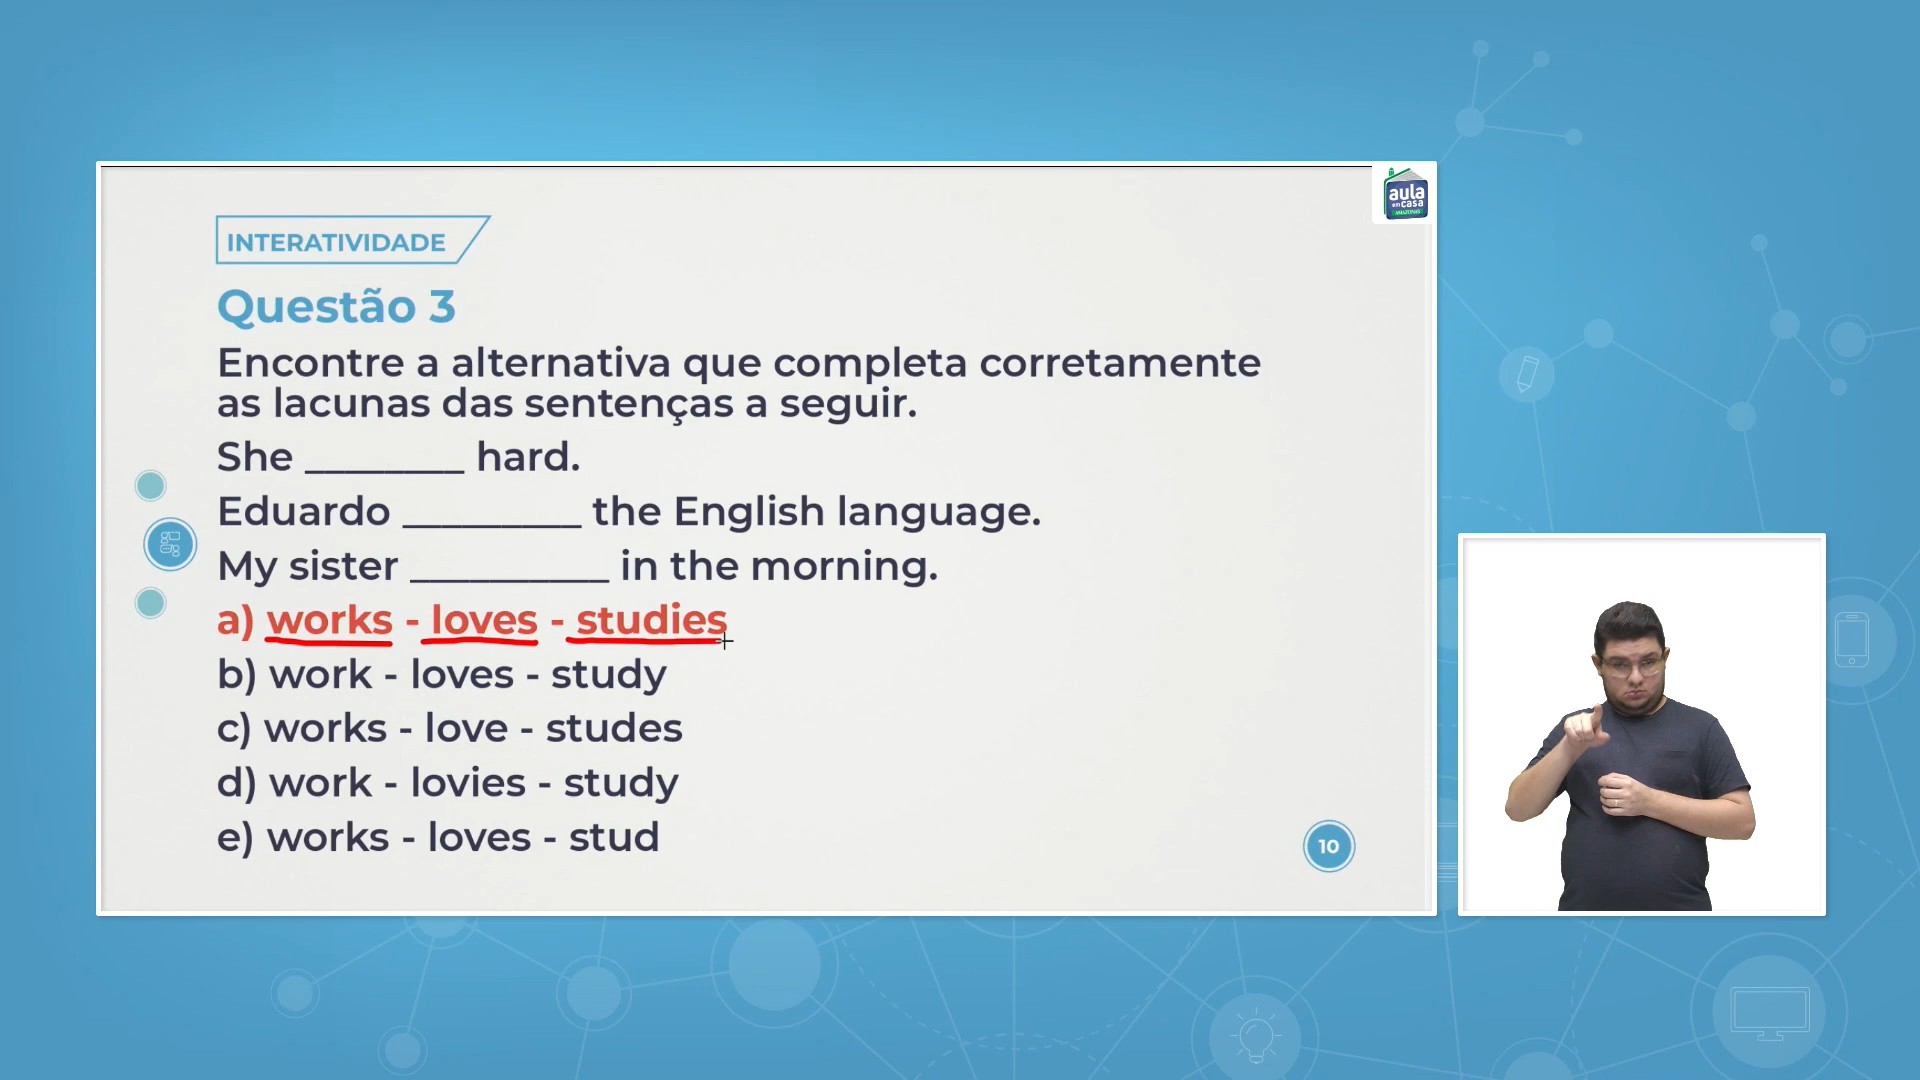 aula
em casa
AMAZONAS
INTERATIVIDADE
Questão 3
Encontre a alternativa que completa corretamente
as lacunas das sentenças a seguir.
She ________ hard.
Eduardo _________ the English language.
My sister __________ in the morning.
a) works - loves - studies
b) work - loves - study
c) works - love - studes
d) work - lovies - study
e) works - loves - stud
10